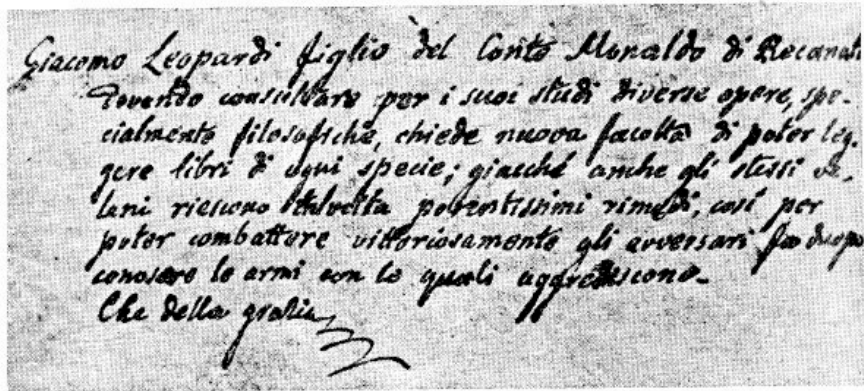 Giacomo Leopardi figlio del Conte Monaldo di Recanati
dovendo consultare per i suoi studi diverse opere, spe-
cialmente filosofiche, chiede nuova facoltà di poter leg-
gere libri di ogni specie; giacché anche gli stessi ve-
leni riescono talvolta potentissimi rimedi, così per
poter combattere vittoriosamente gli avversari fa duopo
conoscere le armi con le quali aggrediscono.
Che della grazia